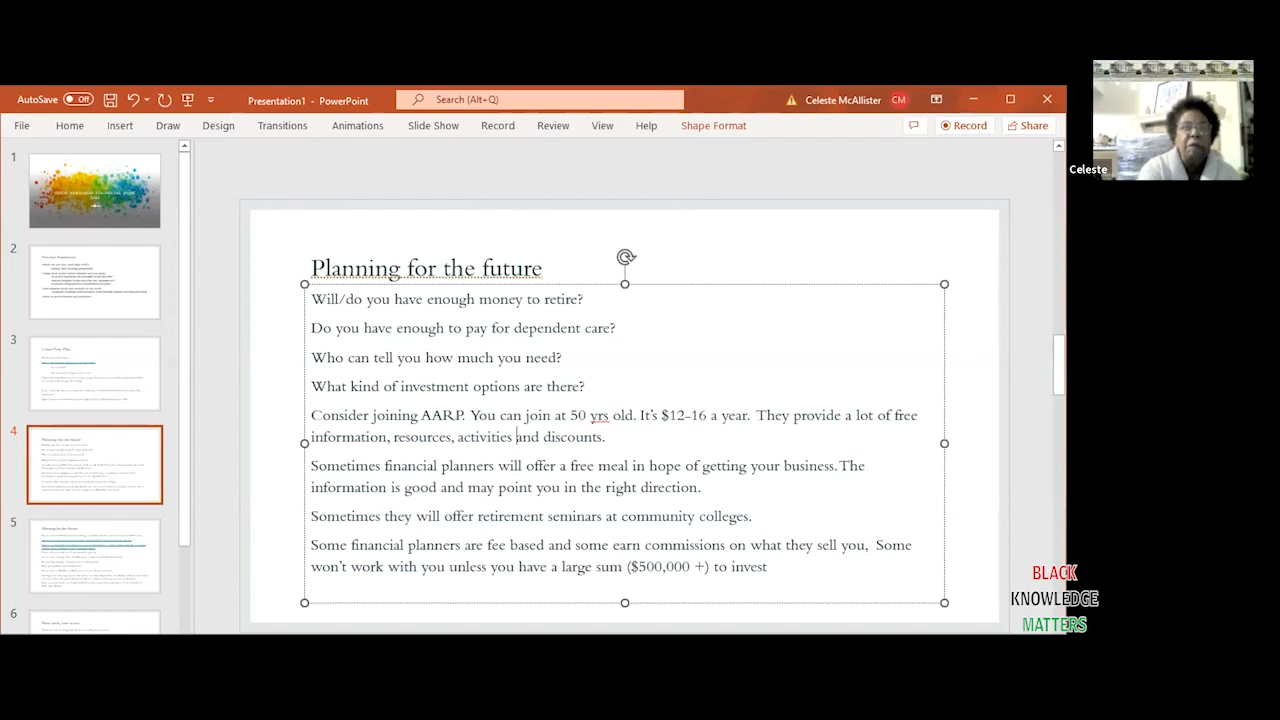 AutoSave
Off
Presentation1 - PowerPoint
Search (Alt+Q)
Celeste McAllister
CM
File
Home
Insert
Draw
Design
Transitions
Animations
Slide Show
Record
Review
View
Help
Shape Format
Record
Share
1
2
3
4
5
6
Planning for the future
Will/do you have enough money to retire?
Do you have enough to pay for dependent care?
Who can tell you how much you need?
What kind of investment options are there?
Consider joining AARP. You can join at 50 yrs old. It's $12-16 a year. They provide a lot of free
information, resources, activities and discounts.
Sometimes financial planners will offer a free meal in hope of getting your business. The
information is good and may point you in the right direction.
Sometimes they will offer retirement seminars at community colleges.
Some financial planners are fee based and some earn commissions on what they sell you, Some
won't work with you unless you have a large sum ($500,000 +) to invest
Celeste
BLACK
KNOWLEDGE
MATTERS